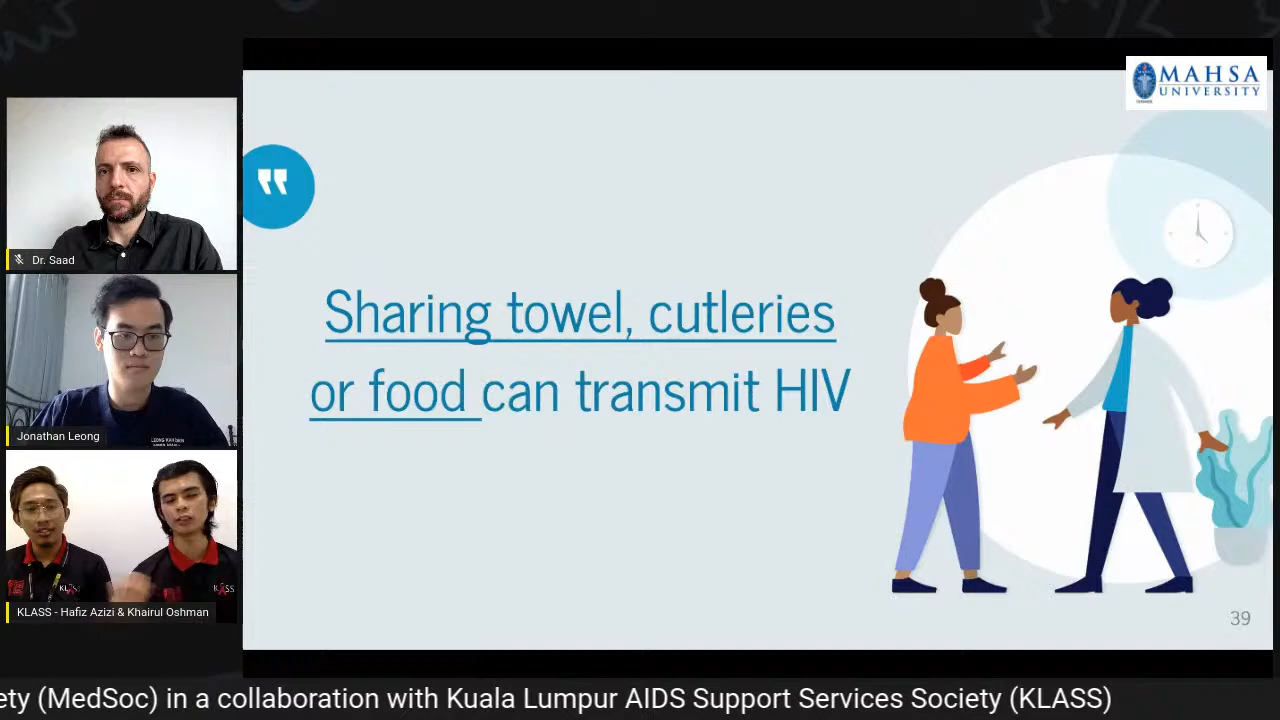 MAHSA
UNIVERSITY
Sharing towel, cutleries
or food can transmit HIV
39
Dr. Saad
Jonathan Leong
KLASS - Hafiz Azizi & Khairul Oshman
ety (MedSoc) in a collaboration with Kuala Lumpur AIDS Support Services Society (KLASS)